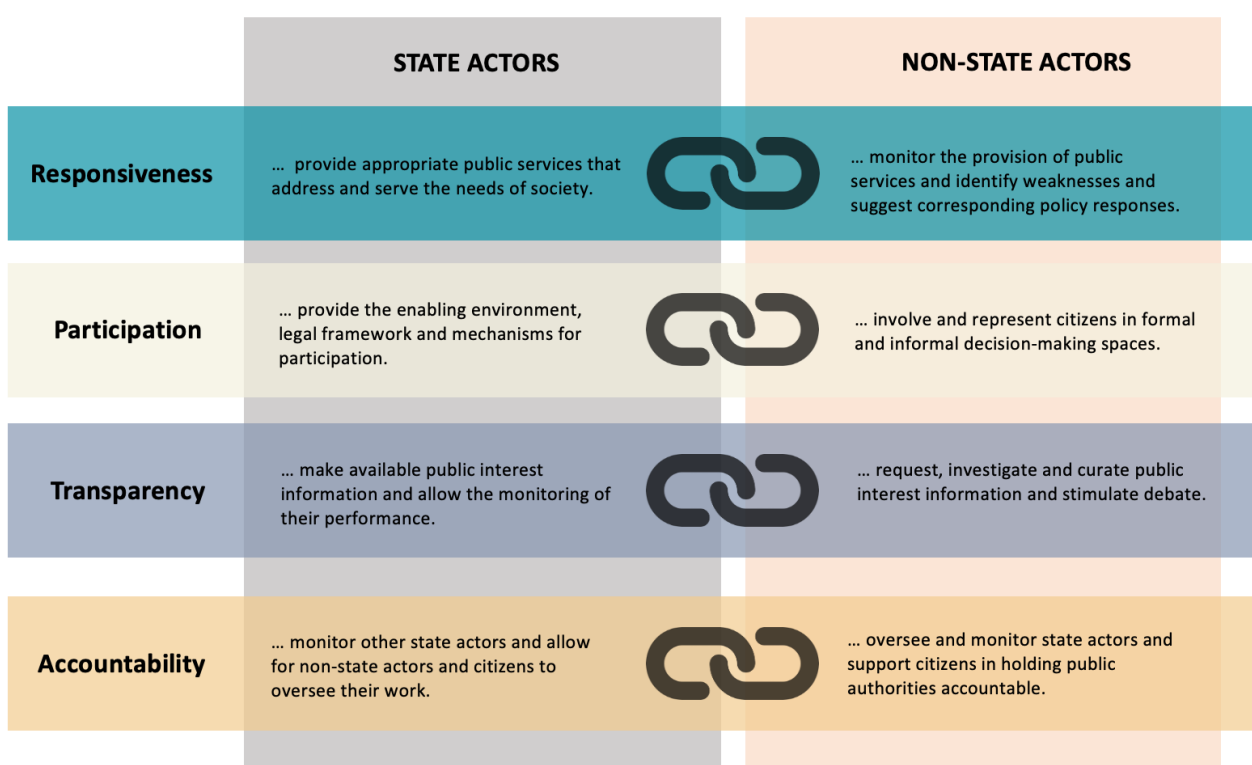 STATE ACTORS
NON-STATE ACTORS
Responsiveness
… provide appropriate public services that
address and serve the needs of society.
… monitor the provision of public
services and identify weaknesses and
suggest corresponding policy responses.
Participation
… provide the enabling environment,
legal framework and mechanisms for
participation.
… involve and represent citizens in formal
and informal decision-making spaces.
Transparency
… make available public interest
information and allow the monitoring of
their performance.
… request, investigate and curate public
interest information and stimulate debate.
Accountability
… monitor other state actors and allow
for non-state actors and citizens to
oversee their work.
… oversee and monitor state actors and
support citizens in holding public
authorities accountable.